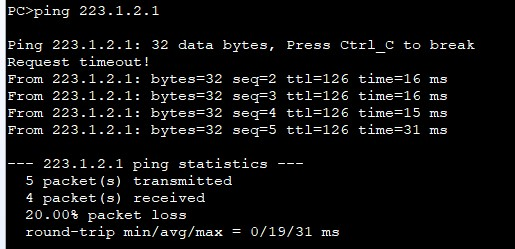 PC>ping 223.1.2.1
Ping 223.1.2.1: 32 data bytes, Press Ctrl_C to break
Request timeout!
From 223.1.2.1: bytes=32 seq=2 ttl=126 time=16 ms
From 223.1.2.1: bytes=32 seq=3 ttl=126 time=16 ms
From 223.1.2.1: bytes=32 seq=4 ttl=126 time=15 ms
From 223.1.2.1: bytes=32 seq=5 ttl=126 time=31 ms
--- 223.1.2.1 ping statistics ---
5 packet(s) transmitted
4 packet(s) received
20.00% packet loss
round-trip min/avg/max = 0/19/31 ms